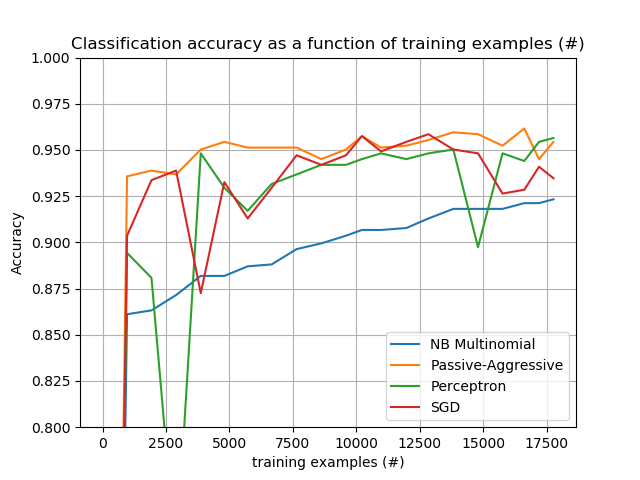 Classification accuracy as a function of training examples (#)
1.000
0.975
0.950
0.925
0.900
0.875
0.850
0.825
0.800
Accuracy
NB Multinomial
Passive-Aggressive
Perceptron
SGD
0 2500 5000 7500 10000 12500 15000 17500
training examples (#)